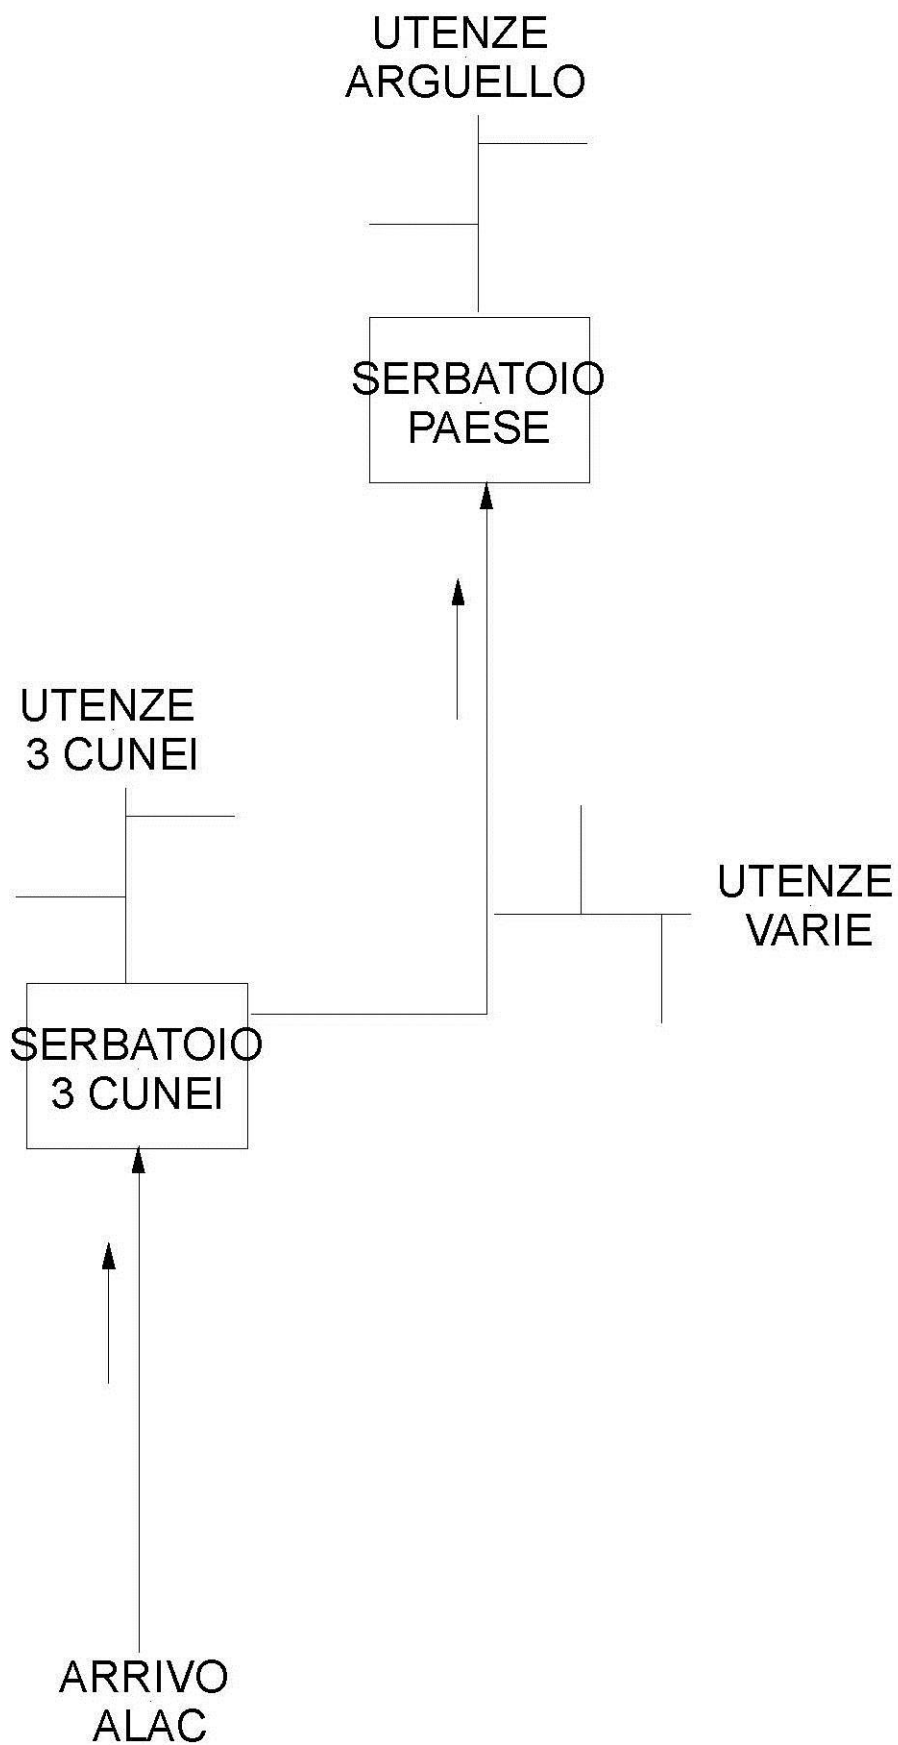 UTENZE
ARGUELLO
SERBATOIO
PAESE
UTENZE
3 CUNEI
UTENZE
VARIE
SERBATOIO
3 CUNEI
ARRIVO
ALAC